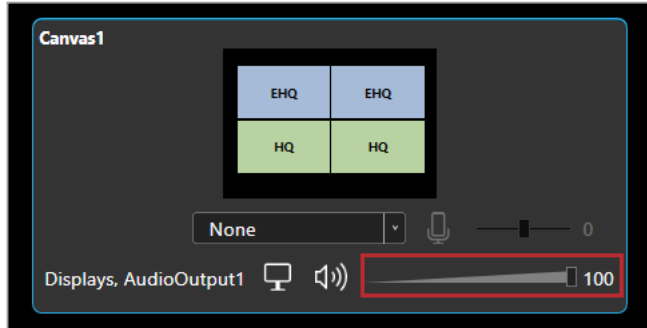 Canvas1
EHQ EHQ
HQ HQ
None 0
Displays, AudioOutput1 100